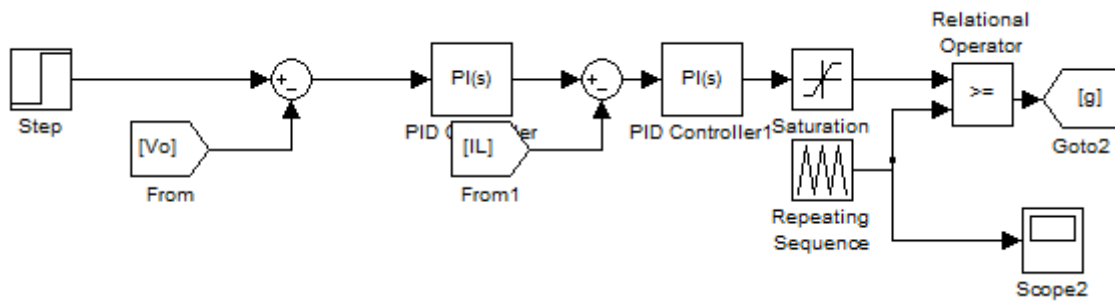 Relational
Operator
PI(s)
PI(s)
>=
[g]
Step
PID Controller1
Saturation
Goto2
[Vo]
[IL]
From
From1
Repeating
Sequence
Scope2